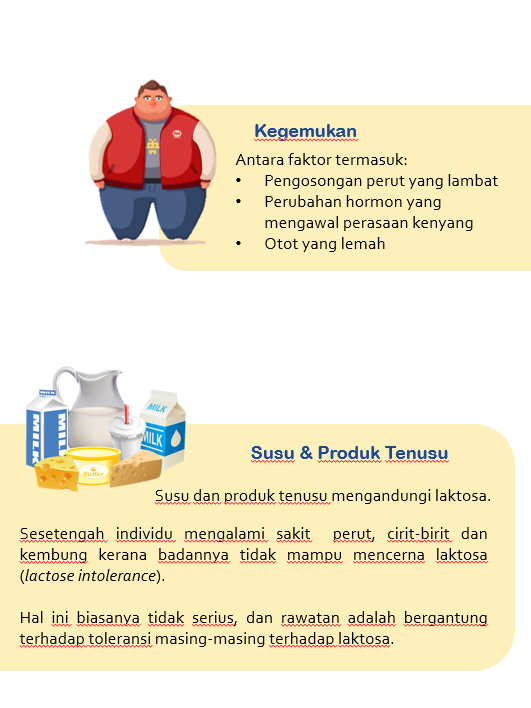 Kegemukan
Antara faktor termasuk:
• Pengosongan perut yang lambat
• Perubahan hormon yang
mengawal perasaan kenyang
• Otot yang lemah
MILK
MILK
MILK
MILK
Butter
Susu & Produk Tenusu
Susu dan produk tenusu mengandungi laktosa.
Sesetengah individu mengalami sakit perut, cirit-birit dan
kembung kerana badannya tidak mampu mencerna laktosa
(lactose intolerance).
Hal ini biasanya tidak serius, dan rawatan adalah bergantung
terhadap toleransi masing-masing terhadap laktosa.